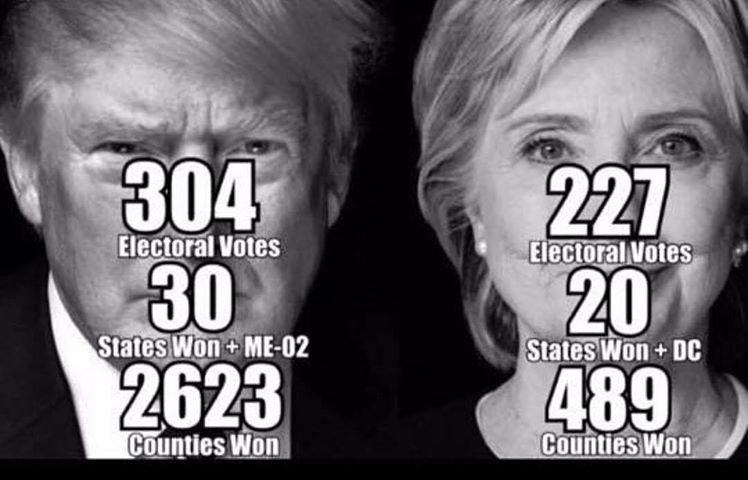 304
Electoral Votes
30
States Won + ME-02
2623
Counties Won
227
Electoral Votes
20
States Won + DC
489
Counties Won